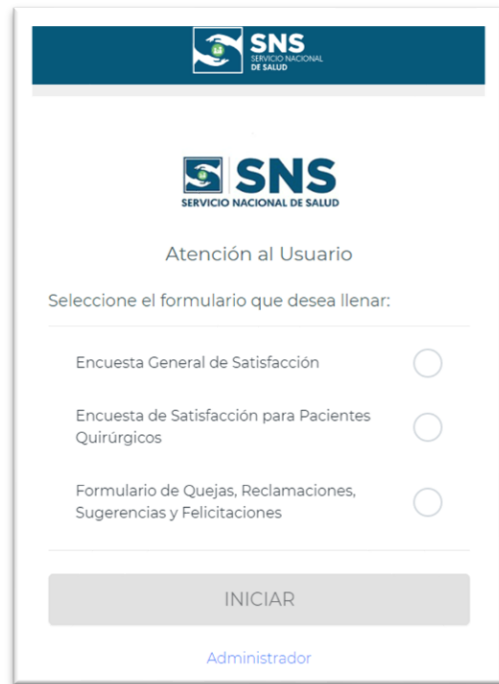 SNS
SERVICIO NACIONAL
DE SALUD
SNS
SERVICIO NACIONAL DE SALUD
Atención al Usuario
Seleccione el formulario que desea llenar:
Encuesta General de Satisfacción
Encuesta de Satisfacción para Pacientes
Quirúrgicos
Formulario de Quejas, Reclamaciones,
Sugerencias y Felicitaciones
INICIAR
Administrador